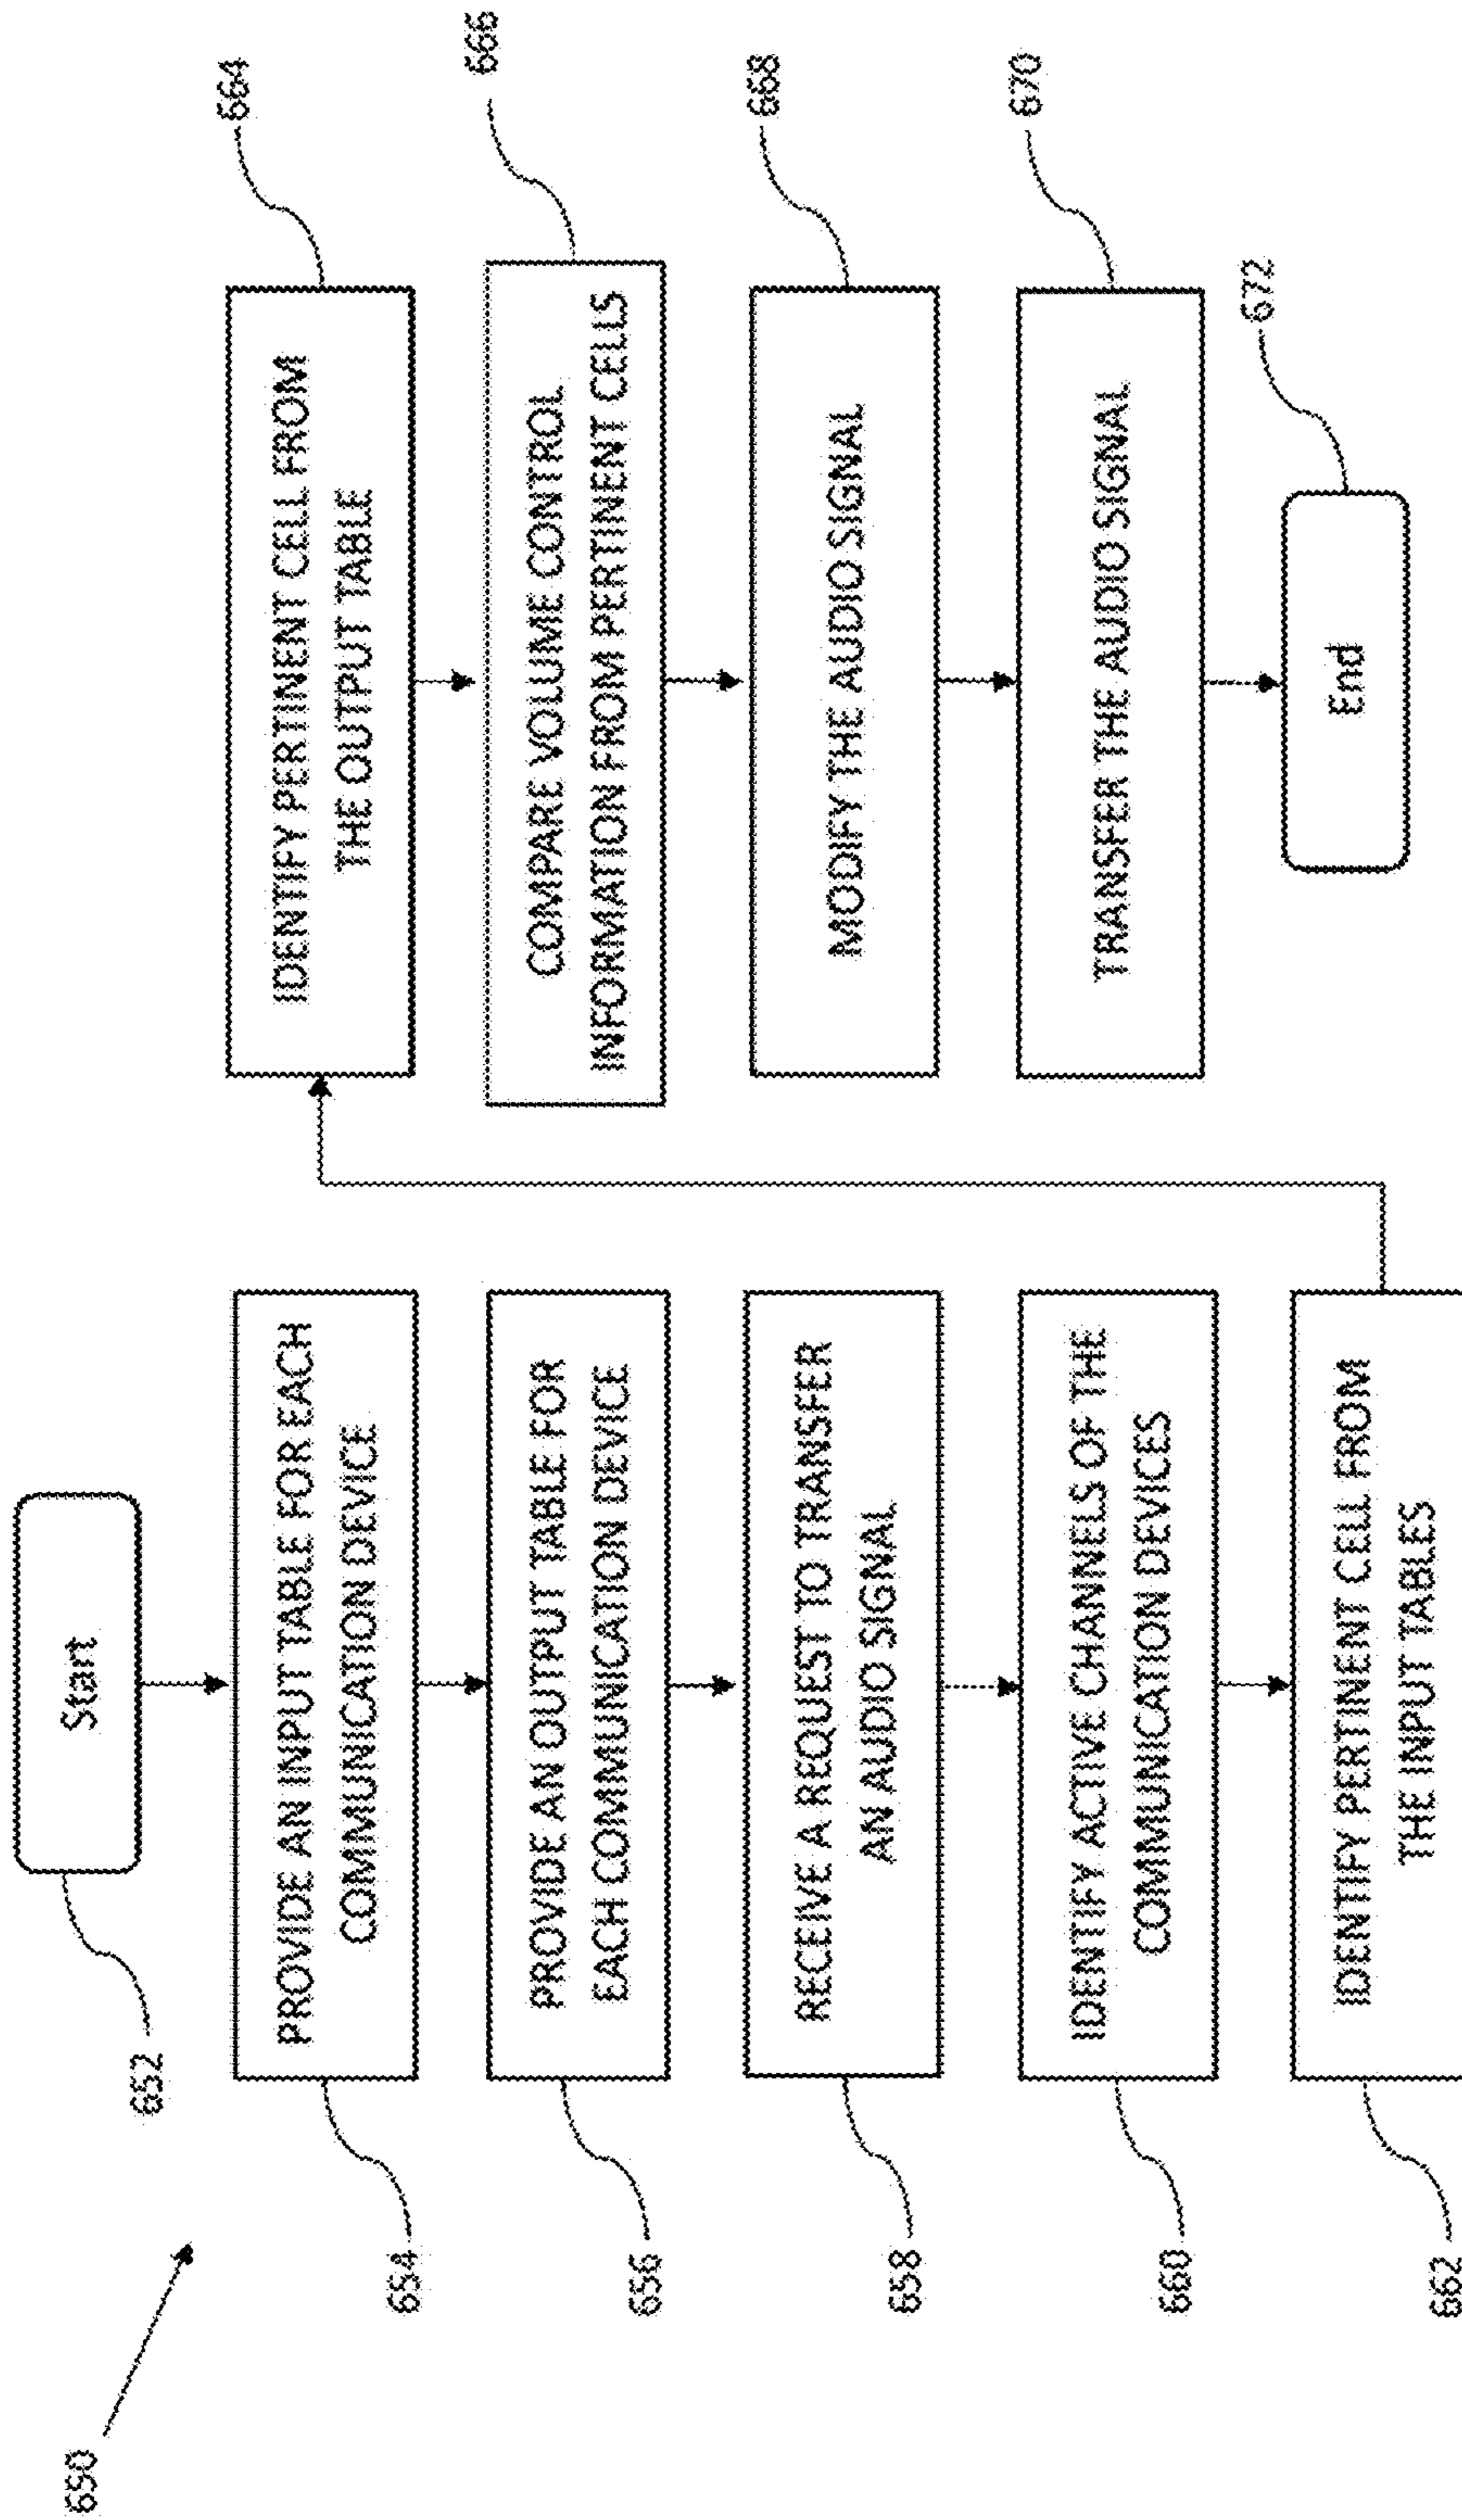 650
Start
652
PROVIDE AN INPUT TABLE FOR EACH
COMMUNICATION DEVICE
654
PROVIDE AN OUTPUT TABLE FOR
EACH COMMUNICATION DEVICE
656
RECEIVE A REQUEST TO TRANSFER
AN AUDIO SIGNAL
658
IDENTIFY ACTIVE CHANNELS OF THE
COMMUNICATION DEVICES
660
IDENTIFY PERTINENT CELL FROM
THE INPUT TABLES
662
IDENTIFY PERTINENT CELL FROM
THE OUTPUT TABLE
664
COMPARE VOLUME CONTROL
INFORMATION FROM PERTINENT CELLS
666
MODIFY THE AUDIO SIGNAL
668
TRANSFER THE AUDIO SIGNAL
670
End
672